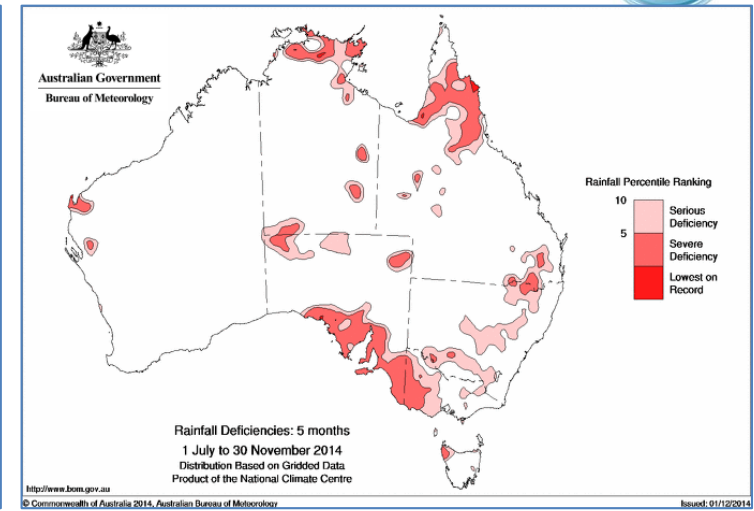 Australian Government
Bureau of Meteorology
Rainfall Percentile Ranking
10
Serious
Deficiency
5
Severe
Deficiency
Lowest on
Record
Rainfall Deficiencies: 5 months
1 July to 30 November 2014
Distribution Based on Gridded Data
Product of the National Climate Centre
http://www.bom.gov.au
© Commonwealth of Australia 2014, Australian Bureau of Meteorology
Issued: 01/12/2014